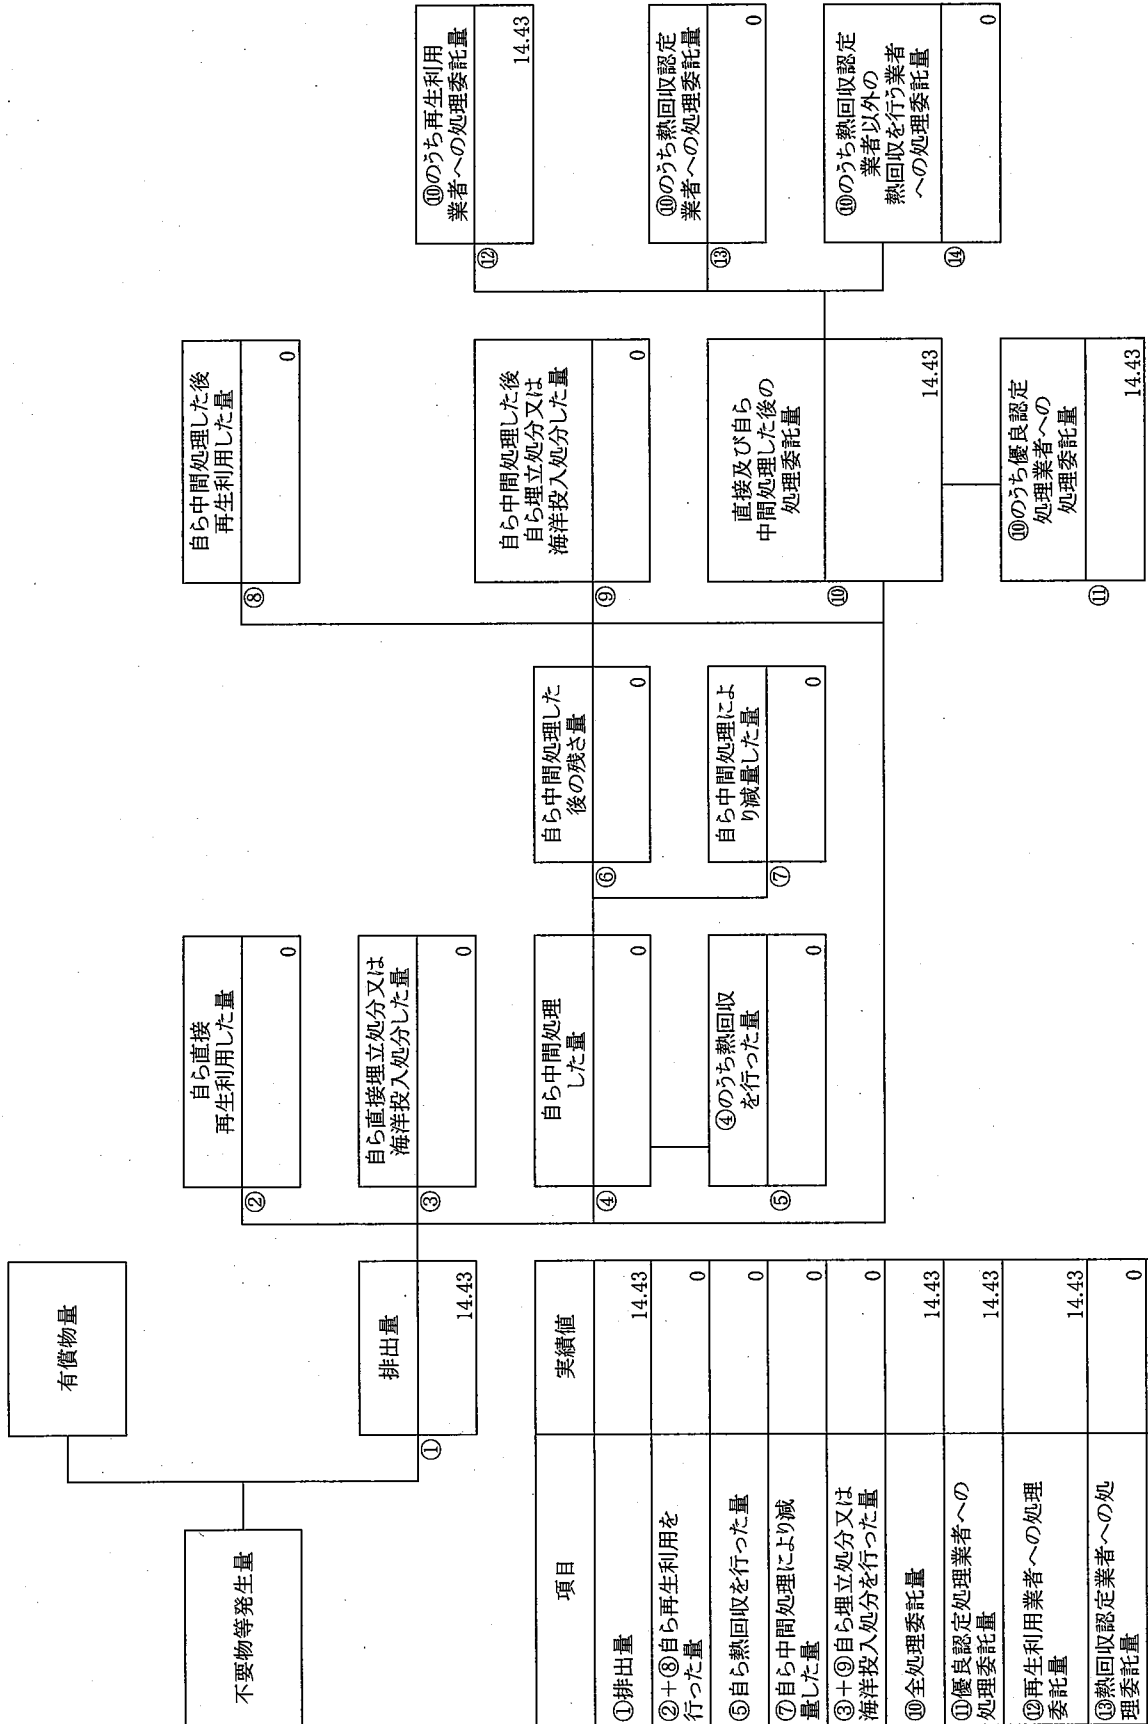 不要物等発生量
有償物量
①
排出量
14.43
②
自ら直接
再生利用した量
0
③
自ら直接埋立処分又は
海洋投入処分した量
0
④
自ら中間処理
した量
0
⑤
④のうち熱回収
を行った量
0
⑥
自ら中間処理した
後の残さ量
0
⑦
自ら中間処理によ
り減量した量
0
⑧
自ら中間処理した後
再生利用した量
0
⑨
自ら中間処理した後
自ら埋立処分又は
海洋投入処分した量
0
⑩
直接及び自ら
中間処理した後の
処理委託量
14.43
⑪
⑩のうち優良認定
処理業者への
処理委託量
14.43
⑫
⑩のうち再生利用
業者への処理委託量
14.43
⑬
⑩のうち熱回収認定
業者への処理委託量
0
⑭
⑩のうち熱回収認定
業者以外の
熱回収を行う業者
への処理委託量
0
項目 実績値
①排出量 14.43
②+⑧自ら再生利用を
行った量 0
⑤自ら熱回収を行った量 0
⑦自ら中間処理により減
量した量 0
③+⑨自ら埋立処分又は
海洋投入処分を行った量 0
⑩全処理委託量 14.43
⑪優良認定処理業者への
処理委託量 14.43
⑫再生利用業者への処理
委託量 14.43
⑬熱回収認定業者への処
理委託量 0